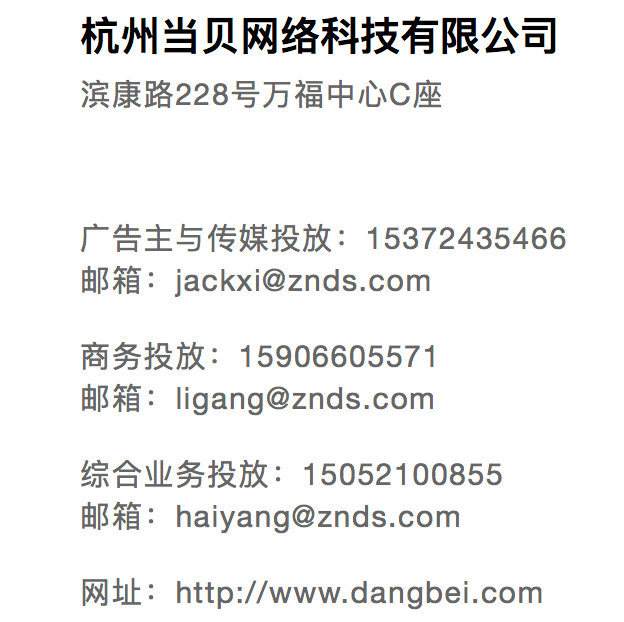 杭州当贝网络科技有限公司
滨康路228号万福中心C座
广告主与传媒投放：15372435466
邮箱：jackxi@znds.com
商务投放：15906605571
邮箱：ligang@znds.com
综合业务投放：15052100855
邮箱：haiyang@znds.com
网址：http://www.dangbei.com